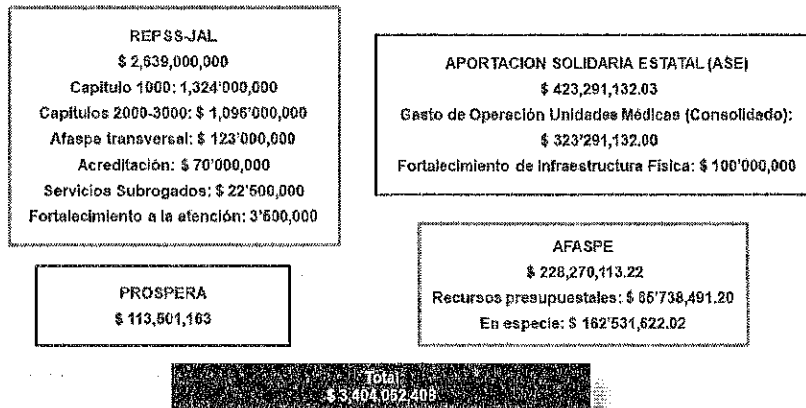 REPSS-JAL
$ 2,639,000,000
Capitulo 1000: 1,324'000,000
Capitulos 2000-3000: $ 1,096'000,000
Afaspe transversal: $ 123'000,000
Acreditación: $ 70'000,000
Servicios Subrogados: $ 22'500,000
Fortalecimiento a la atención: 3'500,000
APORTACION SOLIDARIA ESTATAL (ASE)
$ 423,291,132.03
Gasto de Operación Unidades Médicas (Consolidado):
$ 323'291,132.00
Fortalecimiento de Infraestructura Física: $ 100'000,000
PROSPERA
$ 113,501,163
AFASPE
$ 228,270,113.22
Recursos presupuestales: $ 65'738,491.20
En especie: $ 162'531,622.02
Total
$ 3,404,062,408